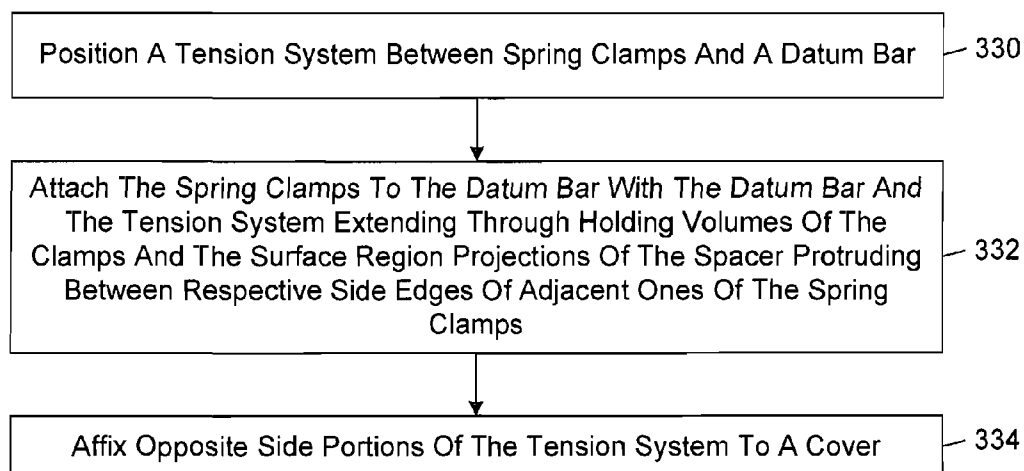 Position A Tension System Between Spring Clamps And A Datum Bar
330
Attach The Spring Clamps To The Datum Bar With The Datum Bar And
The Tension System Extending Through Holding Volumes Of The
Clamps And The Surface Region Projections Of The Spacer Protruding
Between Respective Side Edges Of Adjacent Ones Of The Spring
Clamps
332
Affix Opposite Side Portions Of The Tension System To A Cover
334